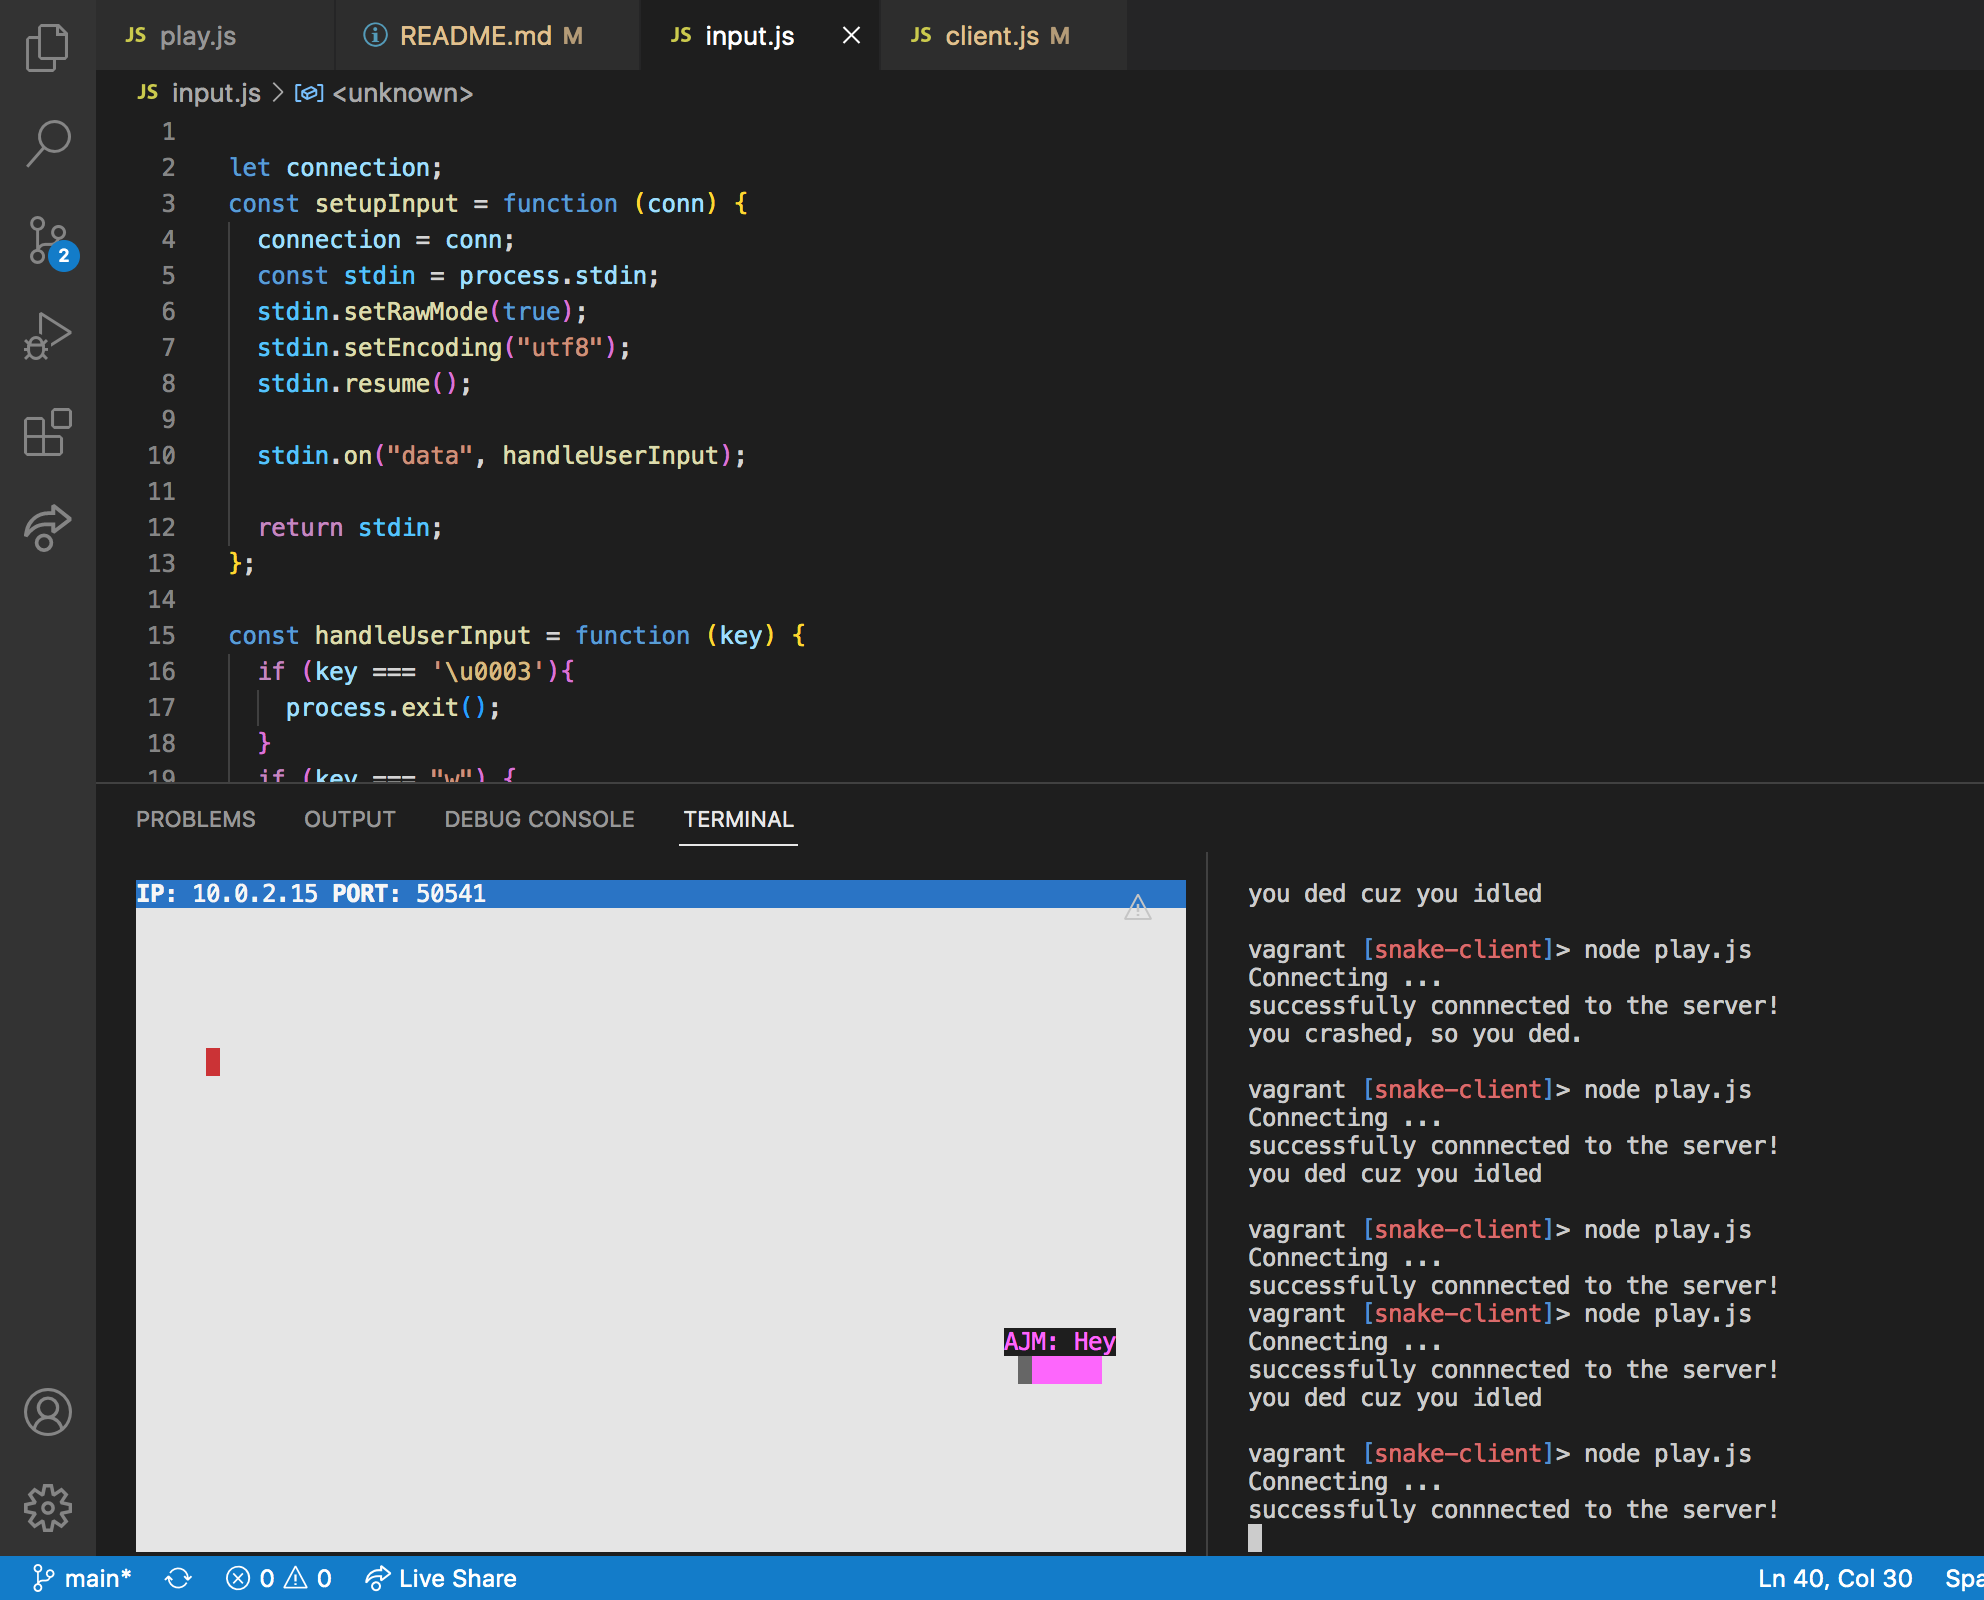 JS play.js
README.md M
JS input.js
JS client.js M
JS input.js > <unknown>
1
2 let connection;
3 const setupInput = function (conn) {
4 connection = conn;
5 const stdin = process.stdin;
6 stdin.setRawMode(true);
7 stdin.setEncoding("utf8");
8 stdin.resume();
9
10 stdin.on("data", handleUserInput);
11
12 return stdin;
13 };
14
15 const handleUserInput = function (key) {
16 if (key === '\u0003'){
17 process.exit();
18 }
19 if (key === "w") {
2
PROBLEMS OUTPUT DEBUG CONSOLE TERMINAL
IP: 10.0.2.15 PORT: 50541
AJM: Hey
you ded cuz you idled
vagrant [snake-client]> node play.js
Connecting ...
successfully connnected to the server!
you crashed, so you ded.
vagrant [snake-client]> node play.js
Connecting ...
successfully connnected to the server!
you ded cuz you idled
vagrant [snake-client]> node play.js
Connecting ...
successfully connnected to the server!
vagrant [snake-client]> node play.js
Connecting ...
successfully connnected to the server!
you ded cuz you idled
vagrant [snake-client]> node play.js
Connecting ...
successfully connnected to the server!
main* 0 0 Live Share
Ln 40, Col 30 Spa